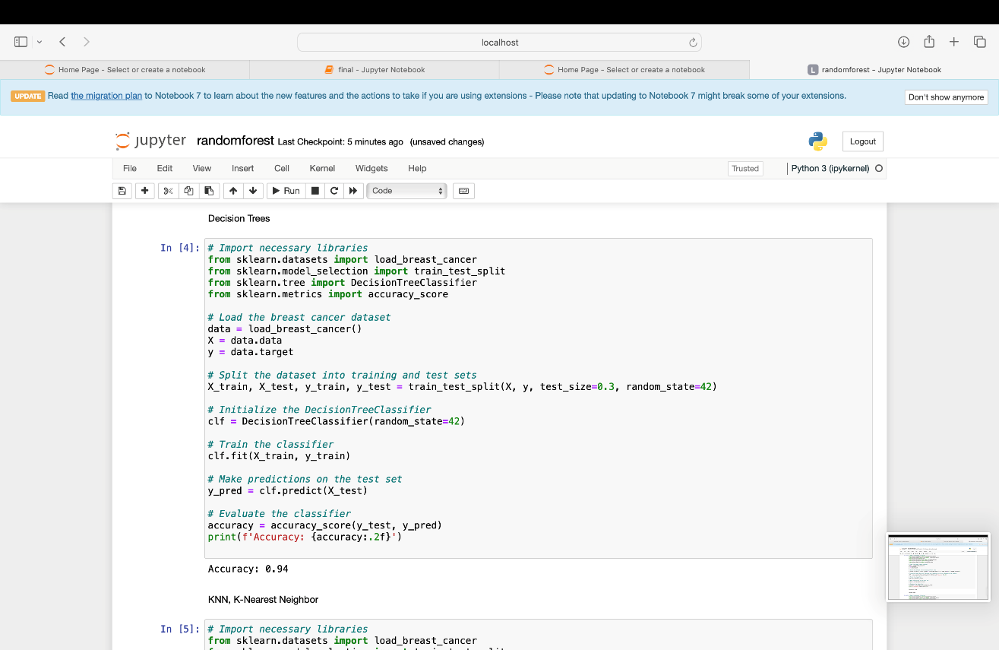 localhost
Home Page - Select or create a notebook
final - Jupyter Notebook
Home Page - Select or create a notebook
L randomforest - Jupyter Notebook
UPDATE Read the migration plan to Notebook 7 to learn about the new features and the actions to take if you are using extensions - Please note that updating to Notebook 7 might break some of your extensions.
Don't show anymore
jupyter randomforest Last Checkpoint: 5 minutes ago (unsaved changes)
Logout
File Edit View Insert Cell Kernel Widgets Help
Trusted
Python 3 (ipykernel)
Run
Code
Decision Trees
In [4]:
# Import necessary libraries
from sklearn.datasets import load_breast_cancer
from sklearn.model_selection import train_test_split
from sklearn.tree import DecisionTreeClassifier
from sklearn.metrics import accuracy_score
# Load the breast cancer dataset
data = load_breast_cancer()
X = data.data
y = data.target
# Split the dataset into training and test sets
X_train, X_test, y_train, y_test = train_test_split(X, y, test_size=0.3, random_state=42)
# Initialize the DecisionTreeClassifier
clf = DecisionTreeClassifier(random_state=42)
# Train the classifier
clf.fit(X_train, y_train)
# Make predictions on the test set
y_pred = clf.predict(X_test)
# Evaluate the classifier
accuracy = accuracy_score(y_test, y_pred)
print(f'Accuracy: {accuracy:.2f}')
Accuracy: 0.94
KNN, K-Nearest Neighbor
In [5]:
# Import necessary libraries
from sklearn.datasets import load_breast_cancer